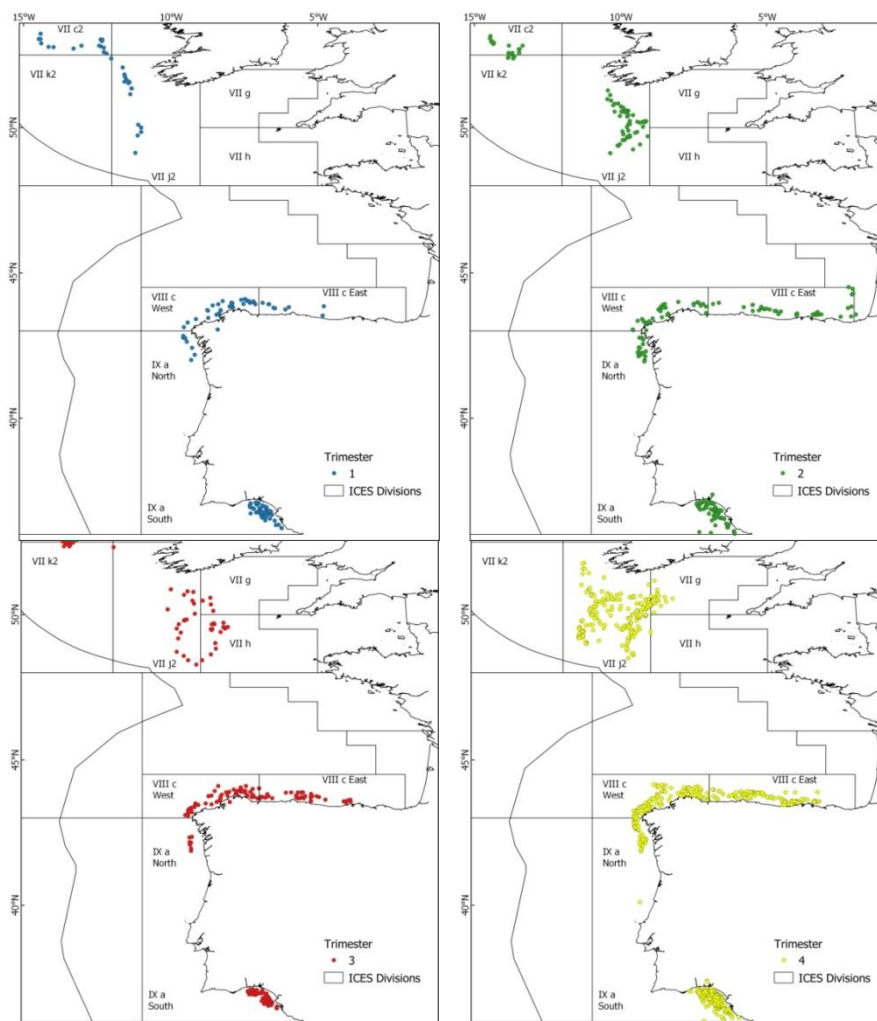 15°W 10°W 5°W
VII c2
VII k2
VII g
50°N
VII h
VII j2
45°N
VIII c
West
VIII c East
IX a
North
40°N
Trimester
1
ICES Divisions
IX a
South
15°W 10°W 5°W
VII c2
VII k2
VII g
50°N
VII h
VII j2
45°N
VIII c
West
VIII c East
IX a
North
40°N
Trimester
2
ICES Divisions
IX a
South
VII k2
VII g
50°N
VII h
VII j2
45°N
VIII c
West
VIII c East
IX a
North
40°N
Trimester
3
ICES Divisions
IX a
South
VII k2
VII g
50°N
VII h
VII j2
45°N
VIII c
West
VIII c East
IX a
North
40°N
Trimester
4
ICES Divisions
IX a
South